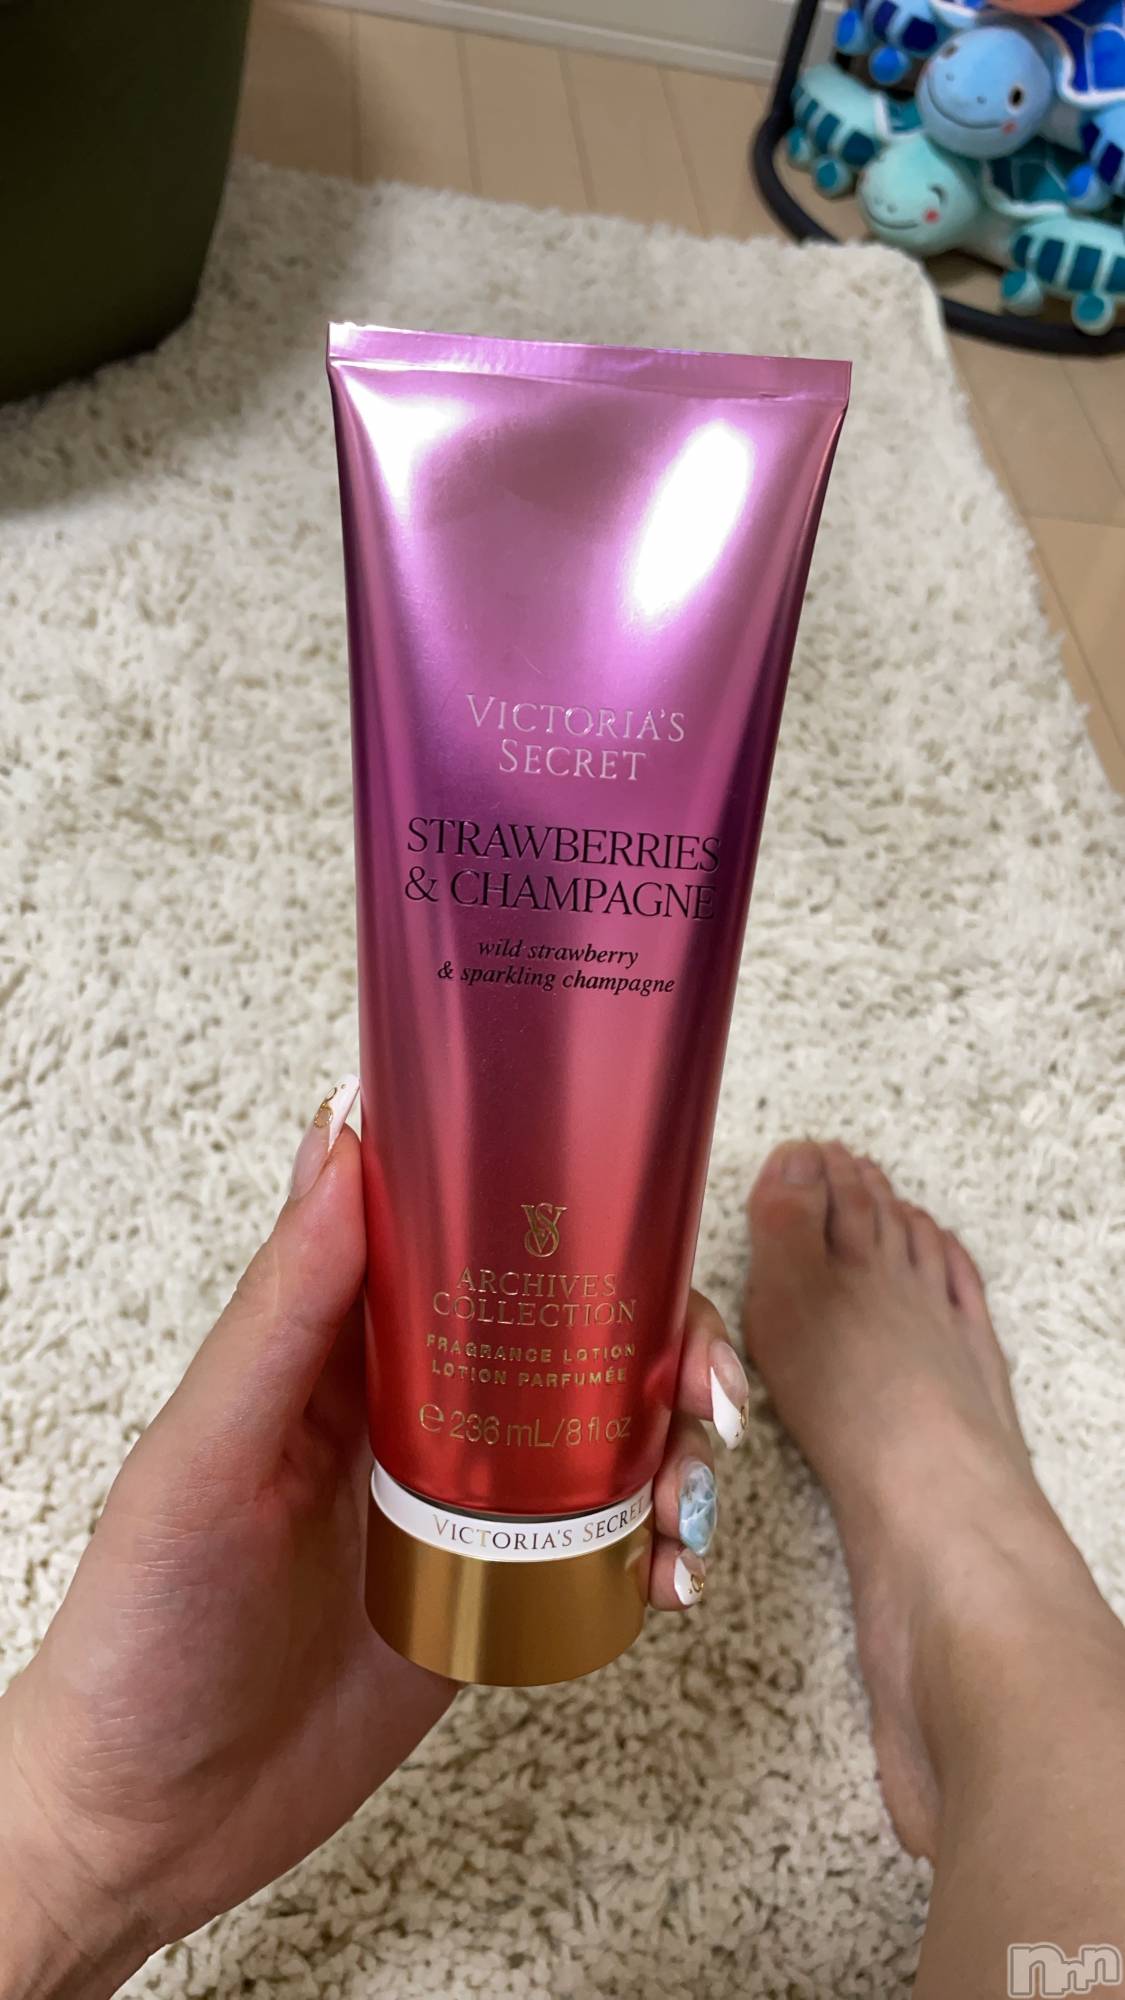 VICTORIA'S
SECRET
STRAWBERRIES
& CHAMPAGNE
wild strawberry
& sparkling champagne
VS
ARCHIVES
COLLECTION
FRAGRANCE LOTION
LOTION PARFUMÉE
e 236 mL/8 fl oz
VICTORIA'S SECRET
nnn